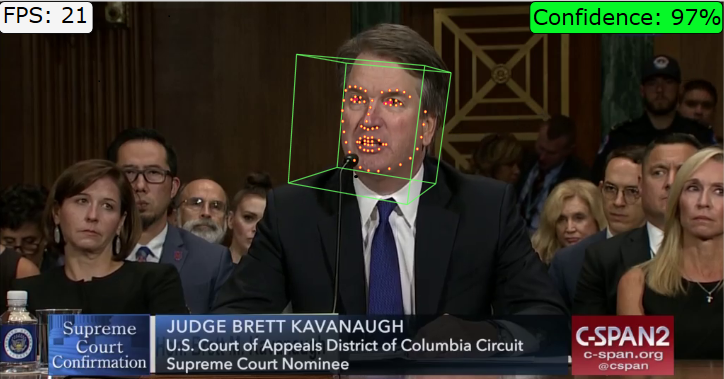 FPS: 21
Confidence: 97%
Supreme
Court
Confirmation
JUDGE BRETT KAVANAUGH
U.S. Court of Appeals District of Columbia Circuit
Supreme Court Nominee
C-SPAN2
c-span.org
@cspan